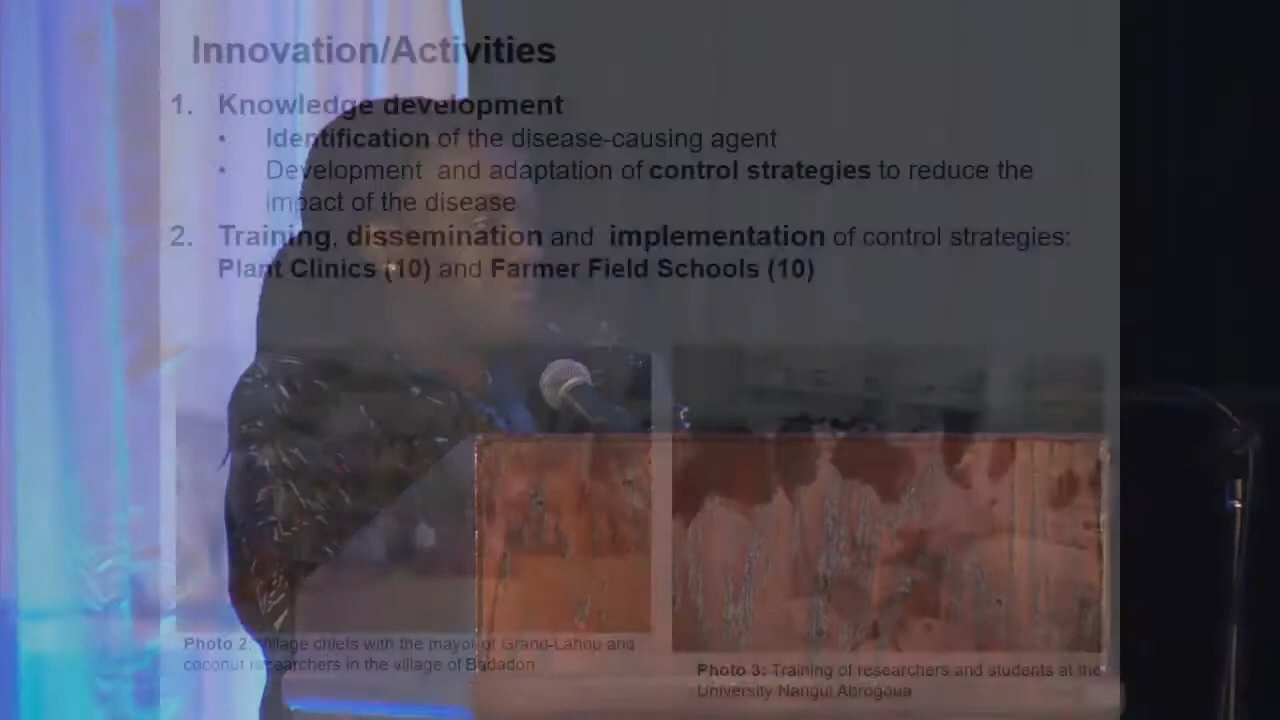 Innovation/Activities
1. Knowledge development
• Identification of the disease-causing agent
• Development and adaptation of control strategies to reduce the
impact of the disease
2. Training, dissemination and implementation of control strategies:
Plant Clinics (10) and Farmer Field Schools (10)
Photo 2: Village chiefs with the mayor of Grand-Lahou and
coconut researchers in the village of Badadon
Photo 3: Training of researchers and students at the
University Nangui Abrogoua